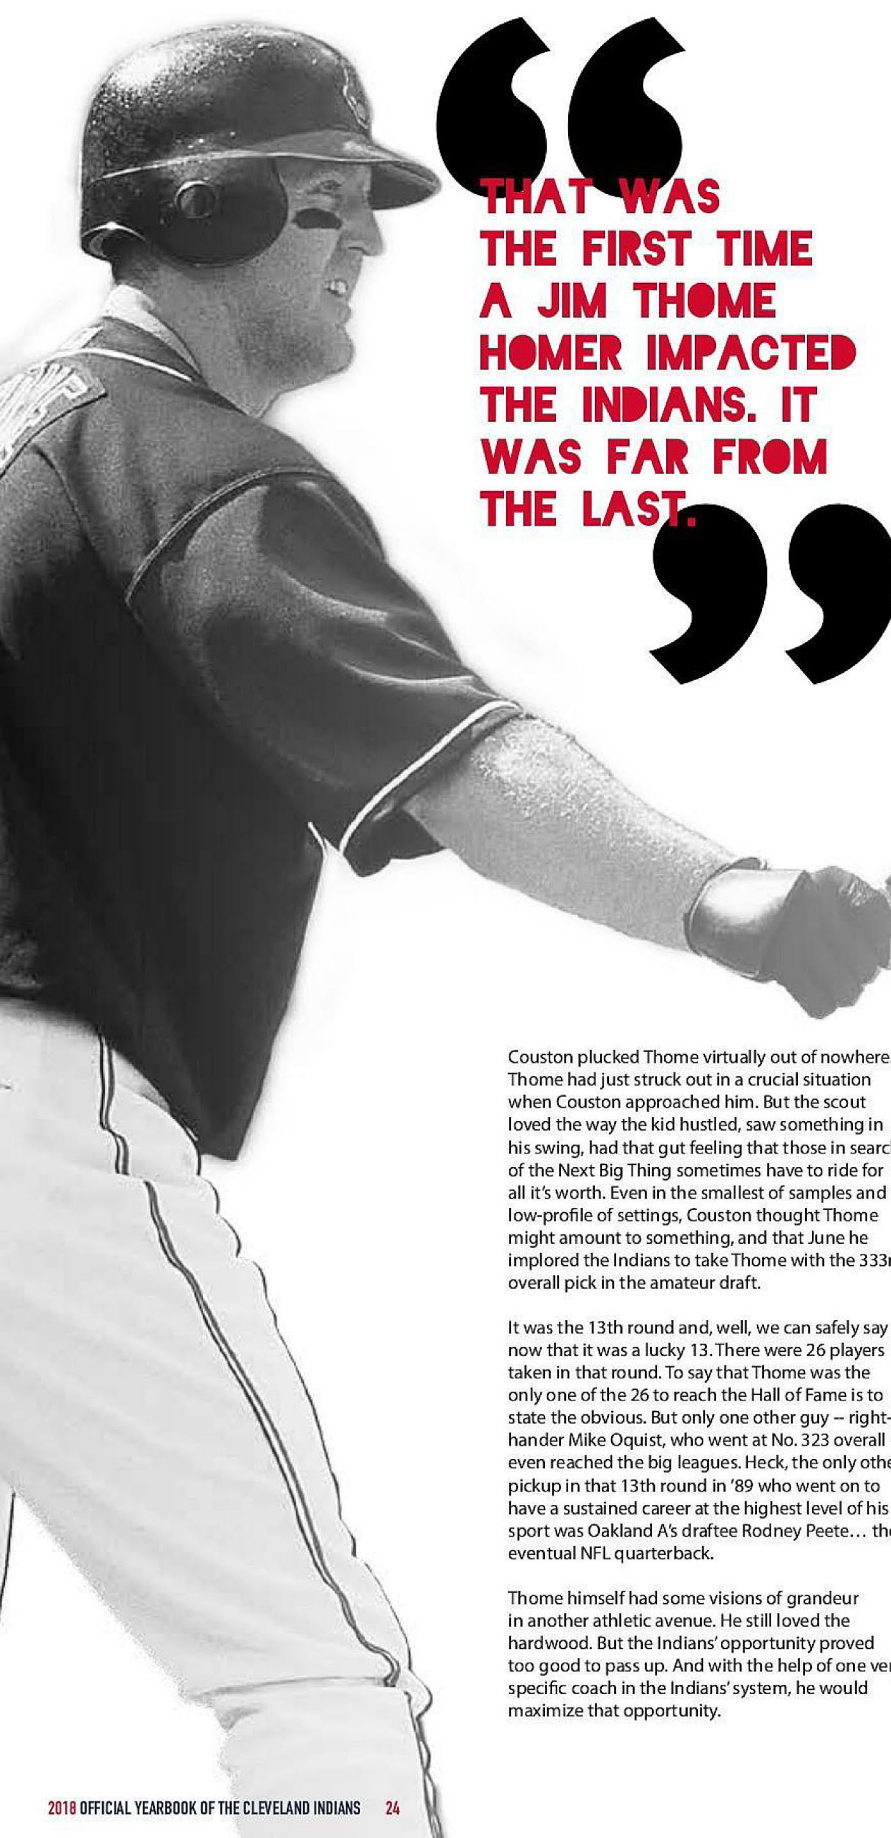 THAT WAS
THE FIRST TIME
A JIM THOME
HOMER IMPACTED
THE INDIANS. IT
WAS FAR FROM
THE LAST.
Couston plucked Thome virtually out of nowhere.
Thome had just struck out in a crucial situation
when Couston approached him. But the scout
loved the way the kid hustled, saw something in
his swing, had that gut feeling that those in searc
of the Next Big Thing sometimes have to ride for
all it’s worth. Even in the smallest of samples and
low-profile of settings, Couston thought Thome
might amount to something, and that June he
implored the Indians to take Thome with the 333r
overall pick in the amateur draft.
It was the 13th round and, well, we can safely say
now that it was a lucky 13. There were 26 players
taken in that round. To say that Thome was the
only one of the 26 to reach the Hall of Fame is to
state the obvious. But only one other guy -- right-
hander Mike Oquist, who went at No. 323 overall
even reached the big leagues. Heck, the only othe
pickup in that 13th round in ’89 who went on to
have a sustained career at the highest level of his
sport was Oakland A’s draftee Rodney Peete… the
eventual NFL quarterback.
Thome himself had some visions of grandeur
in another athletic avenue. He still loved the
hardwood. But the Indians’ opportunity proved
too good to pass up. And with the help of one ver
specific coach in the Indians’ system, he would
maximize that opportunity.
2018 OFFICIAL YEARBOOK OF THE CLEVELAND INDIANS 24